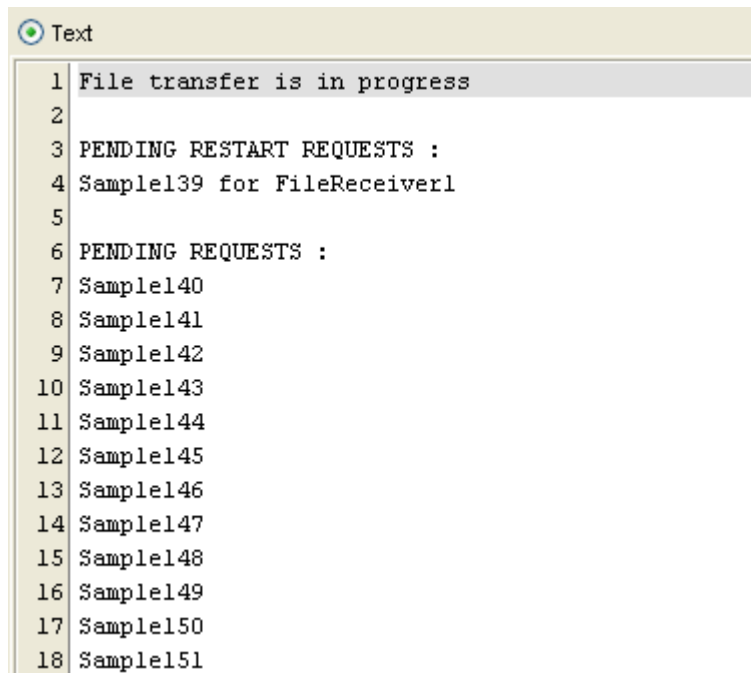 Text
1 File transfer is in progress
2
3 PENDING RESTART REQUESTS :
4 Sample139 for FileReceiver1
5
6 PENDING REQUESTS :
7 Sample140
8 Sample141
9 Sample142
10 Sample143
11 Sample144
12 Sample145
13 Sample146
14 Sample147
15 Sample148
16 Sample149
17 Sample150
18 Sample151